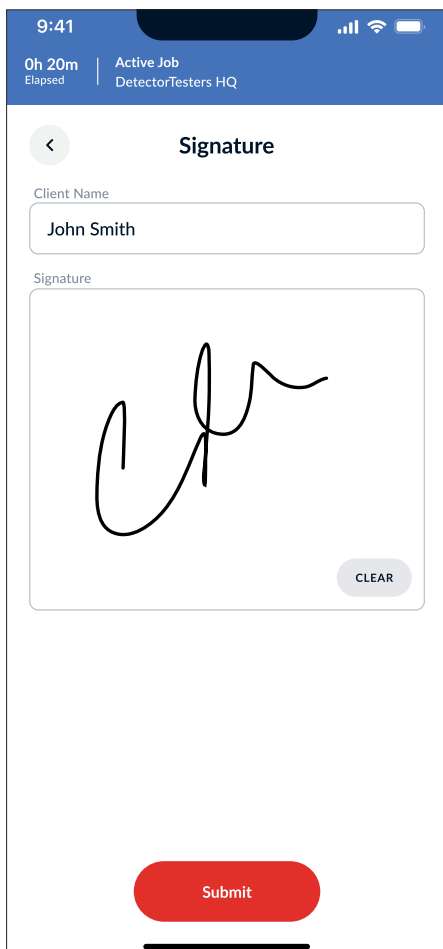 9:41
0h 20m
Elapsed
Active Job
DetectorTesters HQ
Signature
Client Name
John Smith
Signature
CLEAR
Submit